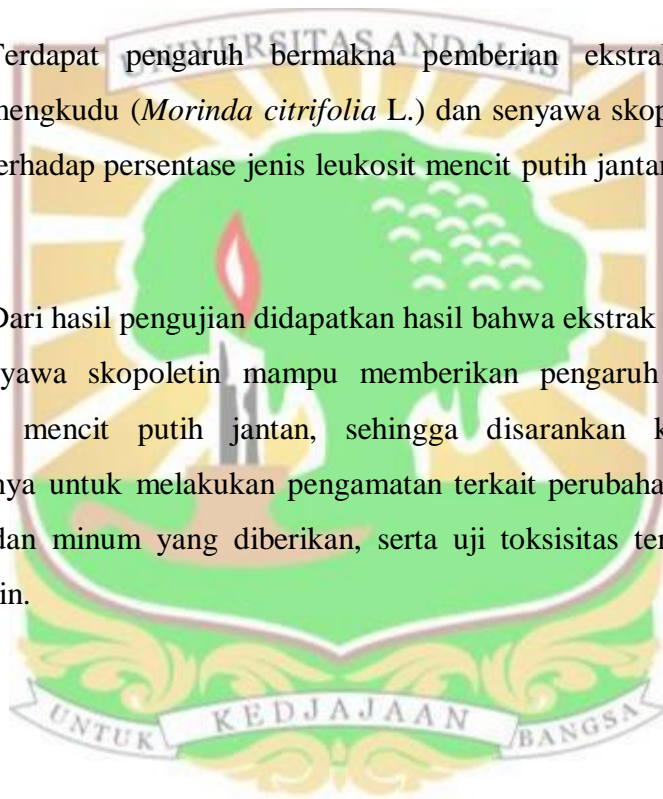 UNIVERSITAS ANDALAS
Terdapat pengaruh bermakna pemberian ekstra
mengkudu (Morinda citrifolia L.) dan senyawa skop
terhadap persentase jenis leukosit mencit putih jantan
Dari hasil pengujian didapatkan hasil bahwa ekstrak
yawa skopoletin mampu memberikan pengaruh
mencit putih jantan, sehingga disarankan k
nya untuk melakukan pengamatan terkait perubaha
dan minum yang diberikan, serta uji toksisitas ter
in.
UNTUK KEDJAJAAN BANGSA